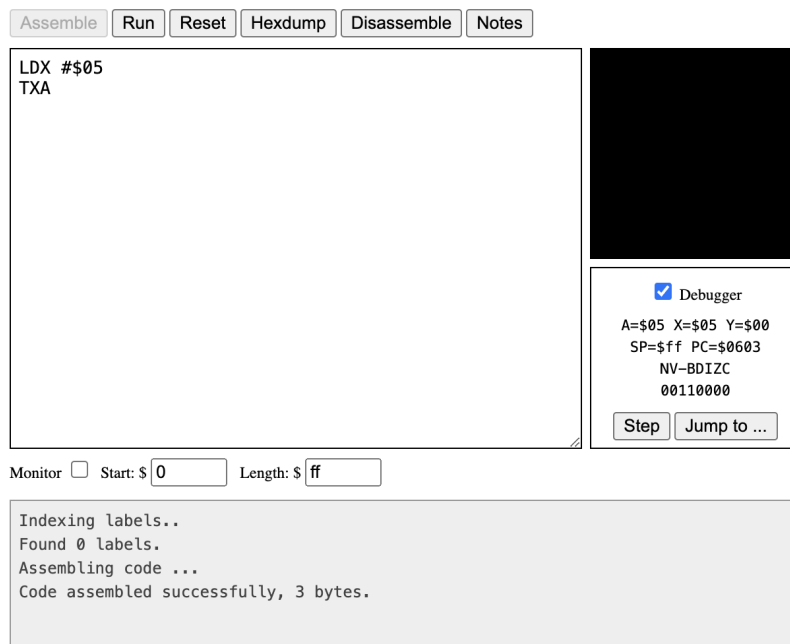 Assemble Run Reset Hexdump Disassemble Notes
LDX #$05
TXA
Debugger
A=$05 X=$05 Y=$00
SP=$ff PC=$0603
NV-BDIZC
00110000
Step Jump to ...
Monitor Start: $ 0 Length: $ ff
Indexing labels..
Found 0 labels.
Assembling code ...
Code assembled successfully, 3 bytes.